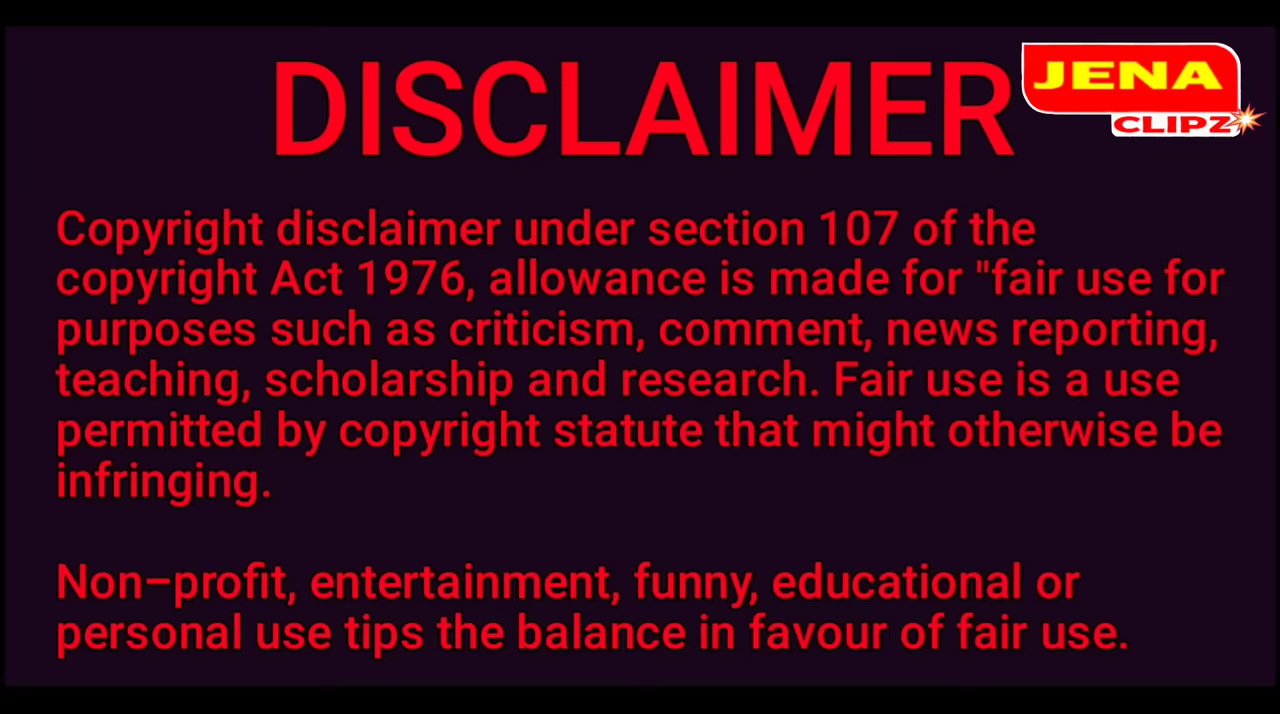 DISCLAIMER
JENA
CLIPZ
Copyright disclaimer under section 107 of the
copyright Act 1976, allowance is made for "fair use for
purposes such as criticism, comment, news reporting,
teaching, scholarship and research. Fair use is a use
permitted by copyright statute that might otherwise be
infringing.
Non–profit, entertainment, funny, educational or
personal use tips the balance in favour of fair use.